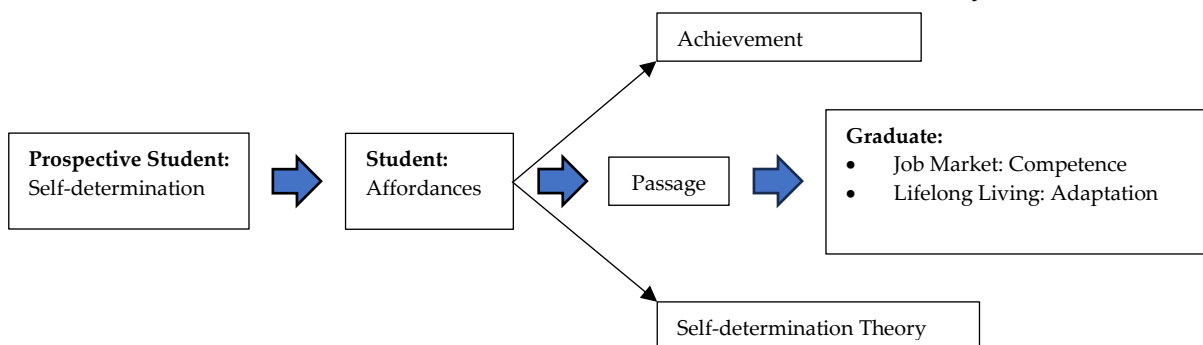 Achievement
Prospective Student:
Self-determination
Student:
Affordances
Passage
Graduate:
• Job Market: Competence
• Lifelong Living: Adaptation
Self-determination Theory